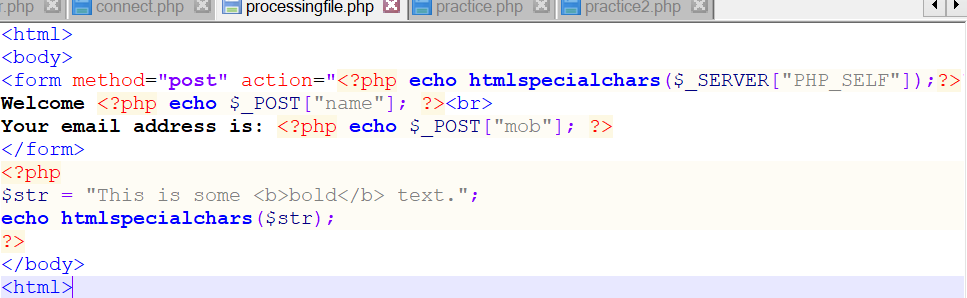 r.php connect.php processingfile.php practice.php practice2.php
<html>
<body>
<form method="post" action="<?php echo htmlspecialchars($_SERVER["PHP_SELF"]);?>
Welcome <?php echo $_POST["name"]; ?><br>
Your email address is: <?php echo $_POST["mob"]; ?>
</form>
<?php
$str = "This is some <b>bold</b> text.";
echo htmlspecialchars($str);
?>
</body>
<html>